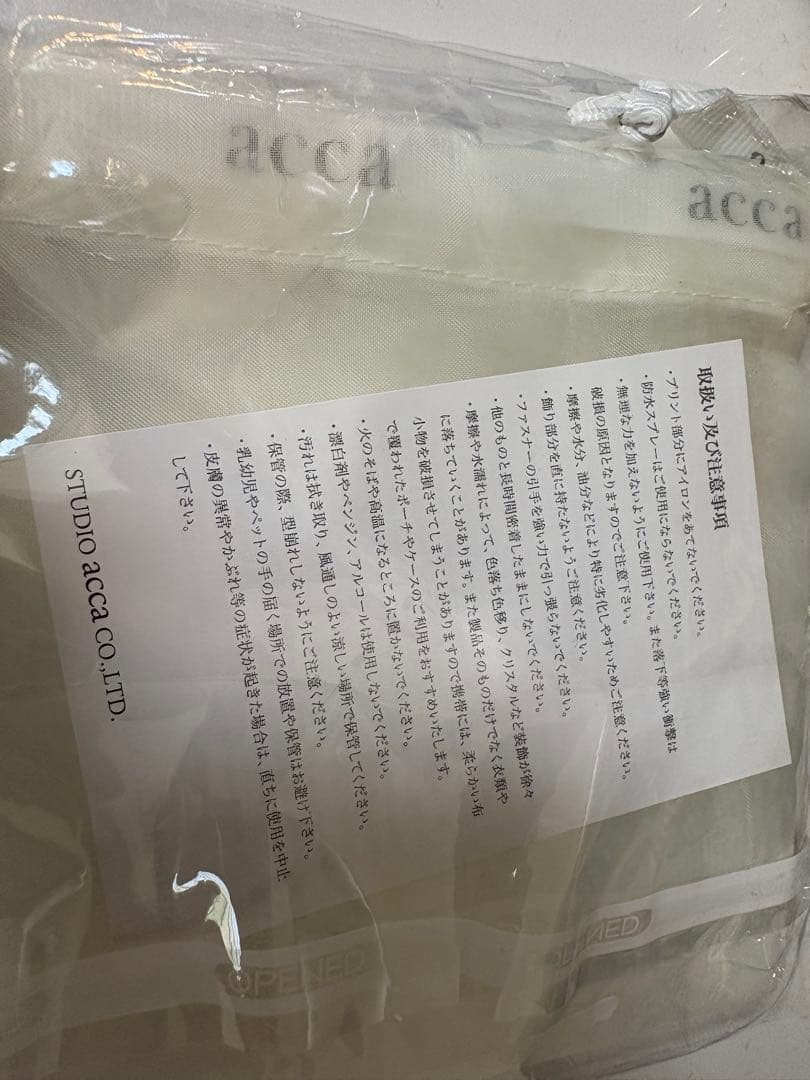 acca
acca
取扱い及び注意事項
・プリント部分にアイロンをあてないでください。
・防水スプレーはご使用にならないでください。
・無理な力を加えないようにご使用下さい。また落下等強い衝撃は
破損の原因となりますのでご注意下さい。
・摩擦や水分、油分などにより特に劣化しやすいためご注意ください。
・飾り部分を直に持たないようご注意ください。
・ファスナーの引手を強い力で引っ張らないでください。
・他のものと長時間密着したままにしないでください。
・摩擦や水濡れによって、色落ち色移り、クリスタルなど装飾が徐々
に落ちていくことがあります。また製品そのものだけでなく衣類や
小物を破損させてしまうことがありますので携帯には、柔らかい布
で覆われたポーチやケースのご利用をおすすめいたします。
・火のそばや高温になるところに置かないでください。
・漂白剤やベンジン、アルコールは使用しないでください。
・汚れは拭き取り、風通しのよい涼しい場所で保管してください。
・保管の際、型崩れしないようにご注意ください。
・乳幼児やペットの手の届く場所での放置や保管はお避け下さい。
・皮膚の異常やかぶれ等の症状が起きた場合は、直ちに使用を中止
して下さい。
STUDIO acca CO.,LTD.
OPENED